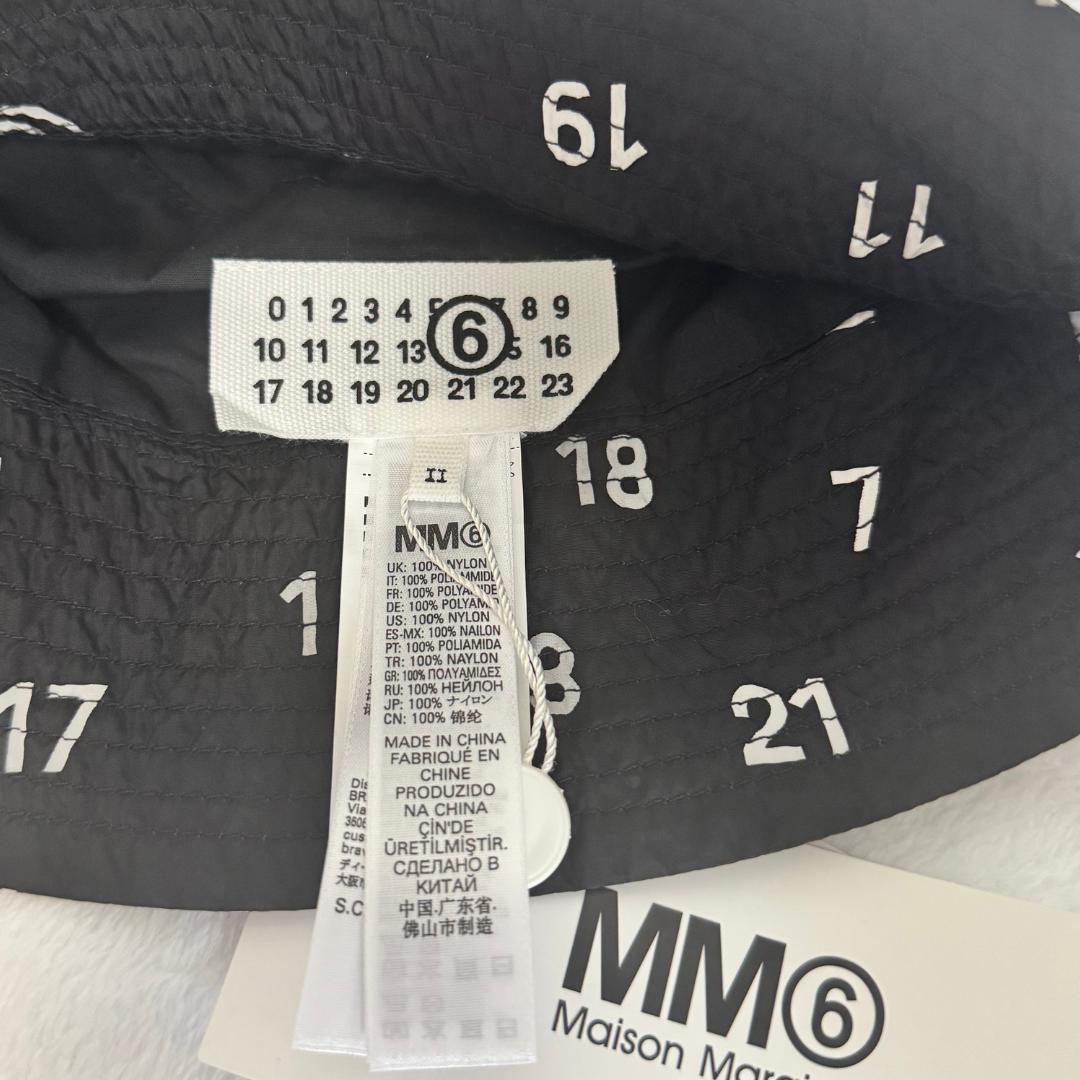 19
11
0 1 2 3 4 8 9
10 11 12 13 ⑥ 16
17 18 19 20 21 22 23
II
18
7
MM⑥
UK: 100% NYLON
IT: 100% POLIAMMIDE
FR: 100% POLYAMIDE
DE: 100% POLYAMID
US: 100% NYLON
ES-MX: 100% NAILON
PT: 100% POLIAMIDA
TR: 100% NAYLON
GR: 100% ΠΟΛΥΑΜΙΔΕΣ
RU: 100% НЕЙЛОН
JP: 100% ナイロン
CN: 100% 锦纶
1
8
17
21
MADE IN CHINA
FABRIQUÉ EN
CHINE
PRODUZIDO
NA CHINA
ÇİN'DE
ÜRETİLMİŞTİR.
СДЕЛАНО В
КИТАЙ
中国.广东省.
佛山市制造
Via
S.C
MM⑥
Maison